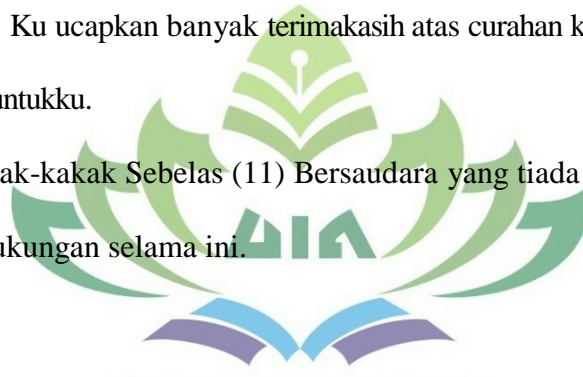 Ku ucapkan banyak terimakasih atas curahan k
untukku.
ak-kakak Sebelas (11) Bersaudara yang tiada
ukungan selama ini.
UIN